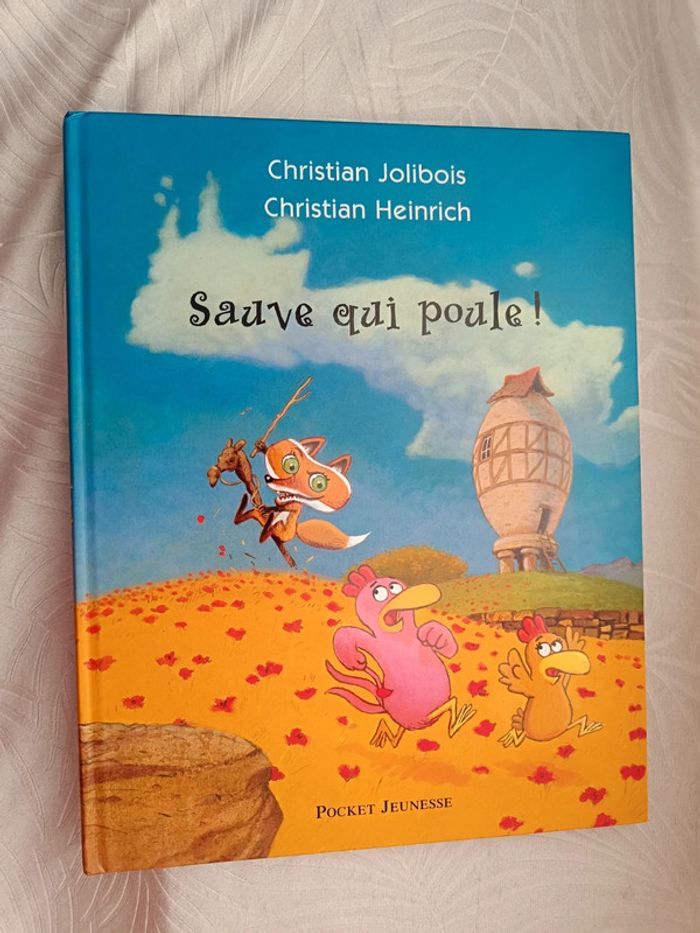 Christian Jolibois
Christian Heinrich
Sauve qui poule !
POCKET JEUNESSE